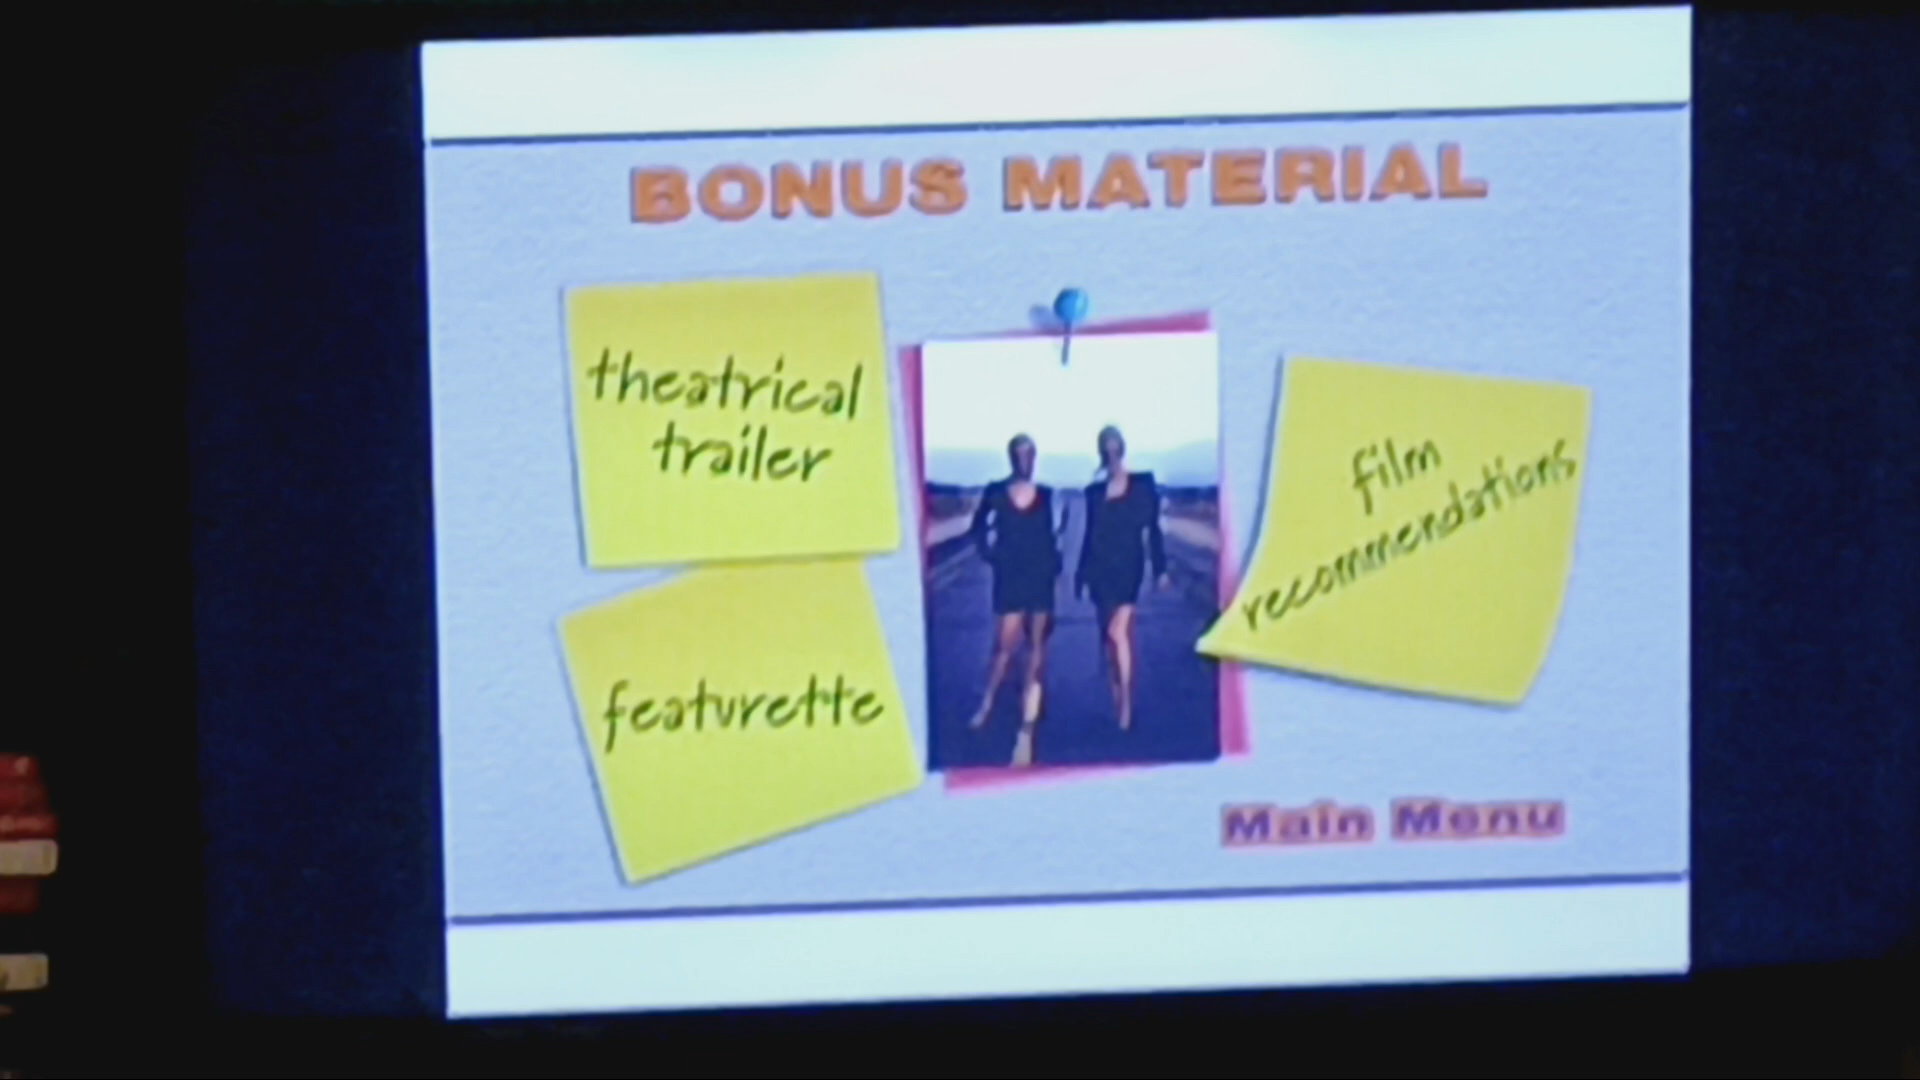 BONUS MATERIAL
theatrical
trailer
featurette
film
recommendations
Main Menu